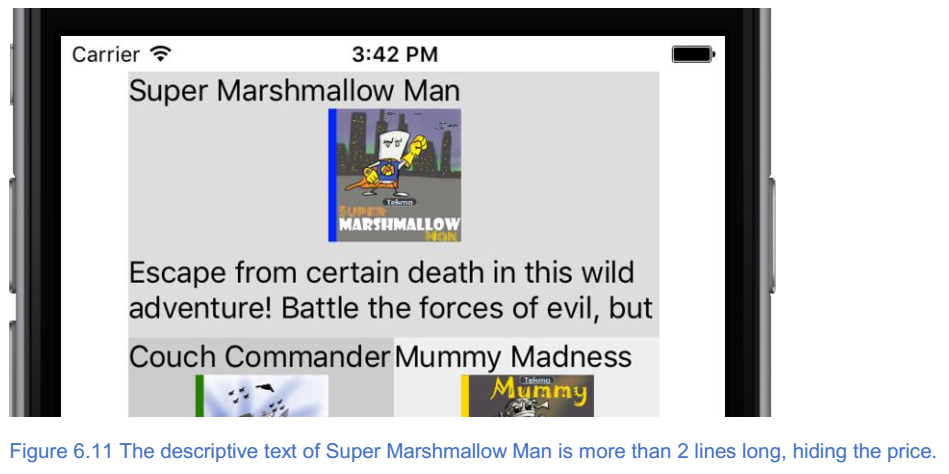 Carrier
3:42 PM
Super Marshmallow Man
Tekma
SUPER
MARSHMALLOW
MAN
Escape from certain death in this wild
adventure! Battle the forces of evil, but
Couch Commander Mummy Madness
Tekma
Mummy
Figure 6.11 The descriptive text of Super Marshmallow Man is more than 2 lines long, hiding the price.